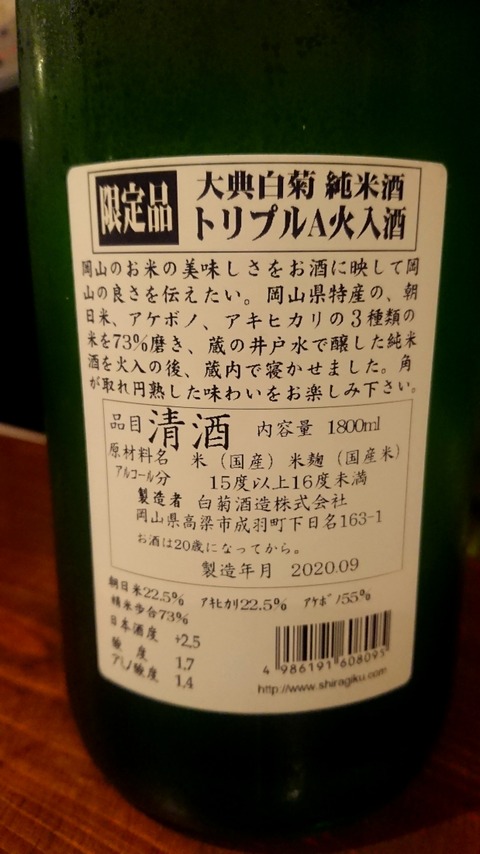 限定品
大典白菊 純米酒
トリプルA火入酒
岡山のお米の美味しさをお酒に映して岡
山の良さを伝えたい。岡山県特産の、朝
日米、アケボノ、アキヒカリの3種類の
米を73%磨き、蔵の井戸水で醸した純米
酒を火入の後、蔵内で寝かせました。角
が取れ円熟した味わいをお楽しみ下さい。
品目 清酒 内容量 1800ml
原材料名 米（国産）米麹（国産米）
アルコール分 15度以上16度未満
製造者 白菊酒造株式会社
岡山県高梁市成羽町下日名163-1
お酒は20歳になってから。
製造年月 2020.09
朝日米22.5% アキヒカリ22.5% アケボノ55%
精米歩合73%
日本酒度 +2.5
酸度 1.7
アミノ酸度 1.4
4 986191 608095
http://www.shiragiku.com